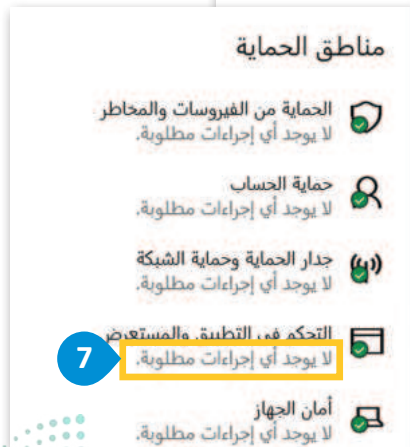 مناطق الحماية
الحماية من الفيروسات والمخاطر
لا يوجد أي إجراءات مطلوبة.
حماية الحساب
لا يوجد أي إجراءات مطلوبة.
جدار الحماية وحماية الشبكة
لا يوجد أي إجراءات مطلوبة.
التحكم في التطبيق والمستعرض
7
لا يوجد أي إجراءات مطلوبة.
أمان الجهاز
لا يوجد أي إجراءات مطلوبة.